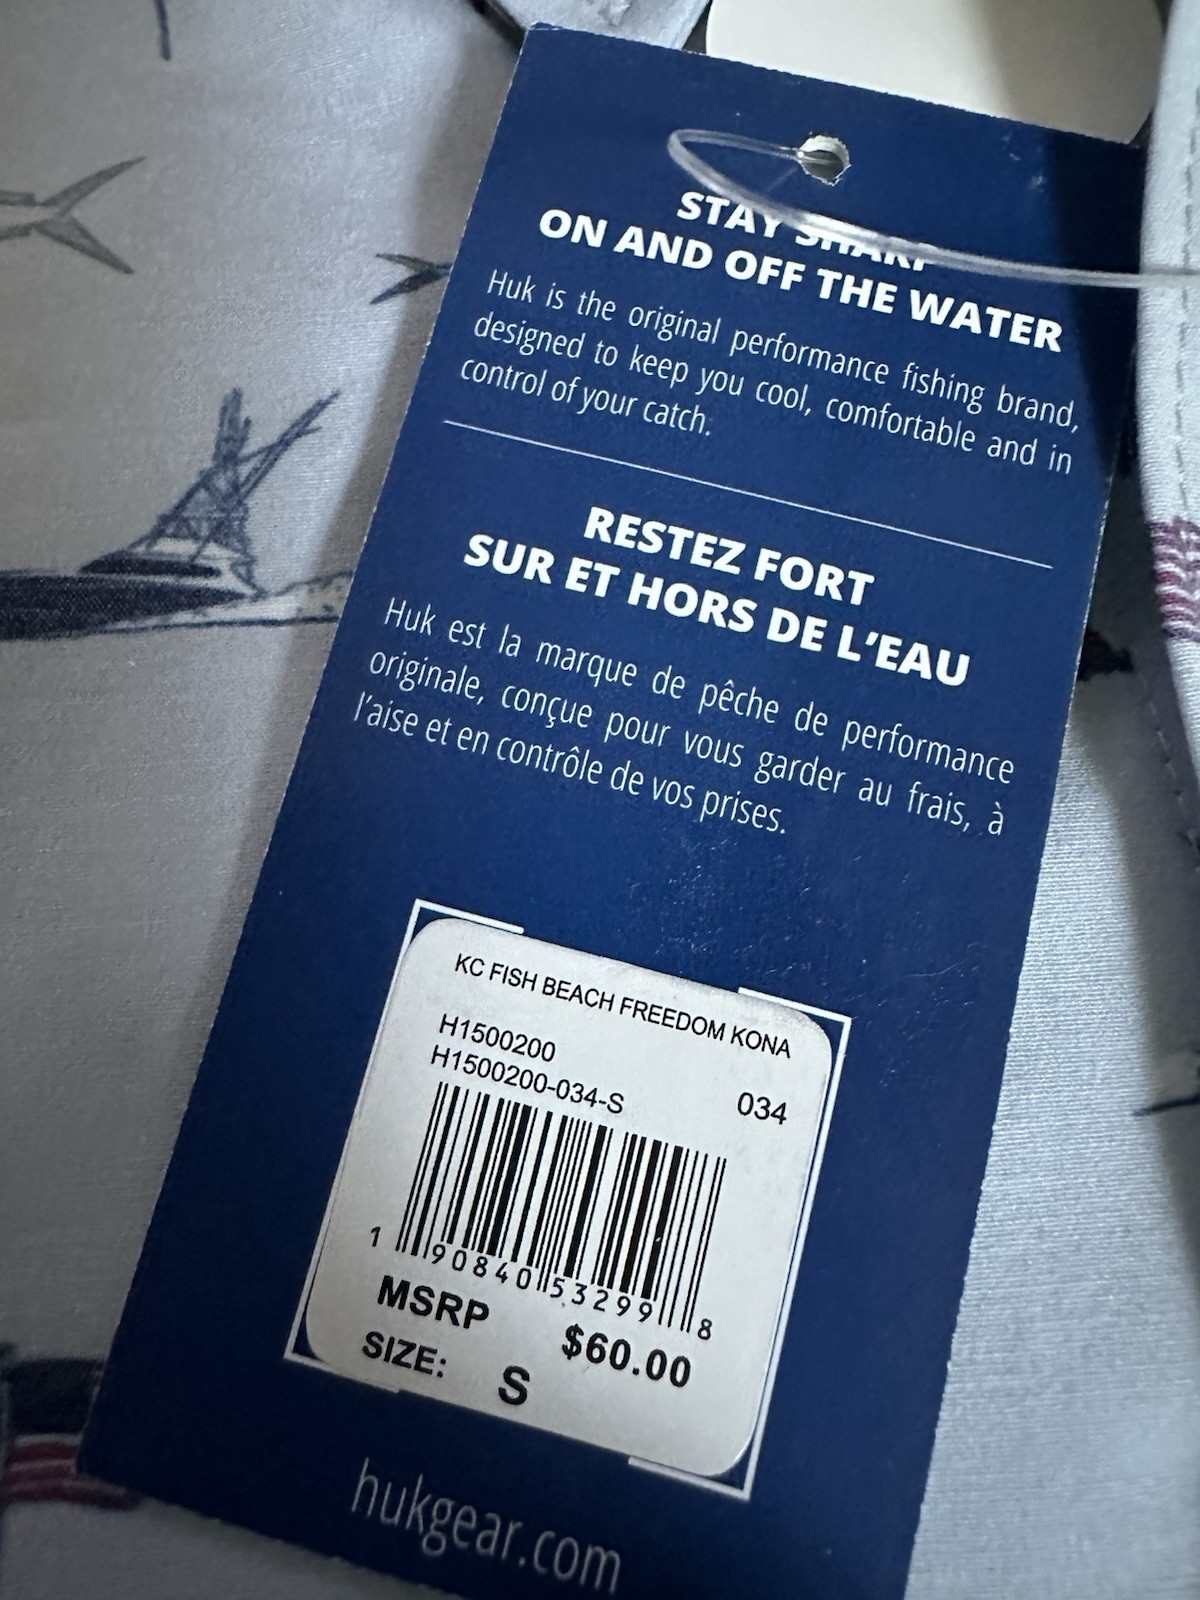 STAY SHARP
ON AND OFF THE WATER
Huk is the original performance fishing brand,
designed to keep you cool, comfortable and in
control of your catch.
RESTEZ FORT
SUR ET HORS DE L’EAU
Huk est la marque de pêche de performance
originale, conçue pour vous garder au frais, à
l’aise et en contrôle de vos prises.
KC FISH BEACH FREEDOM KONA
H1500200
H1500200-034-S 034
1 90840 53299 8
MSRP $60.00
SIZE: S
hukgear.com